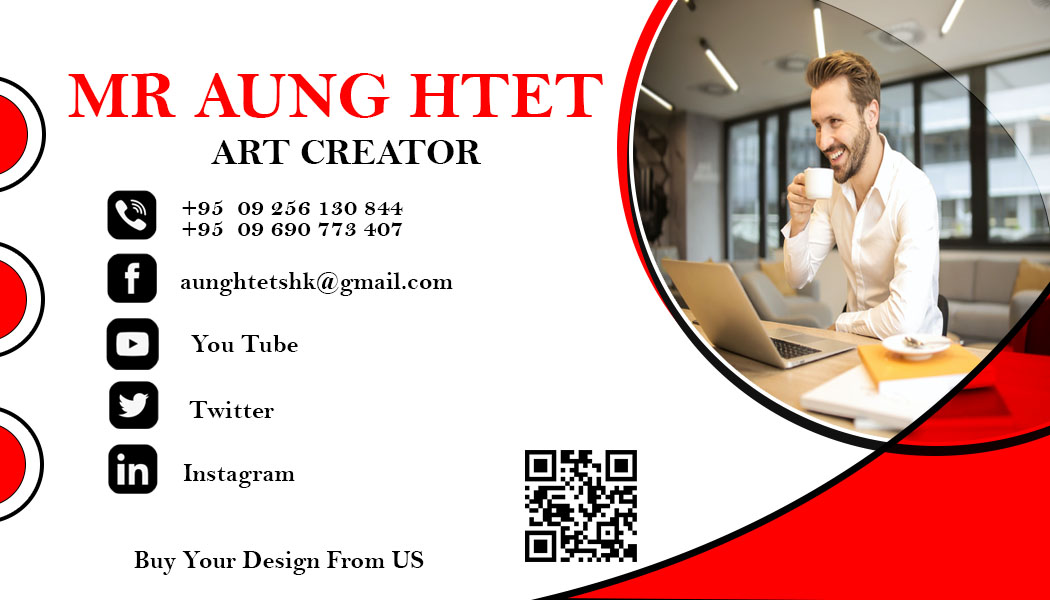 MR AUNG HTET
ART CREATOR
+95 09 256 130 844
+95 09 690 773 407
f
aunghtetshk@gmail.com
You Tube
Twitter
in
Instagram
Buy Your Design From US